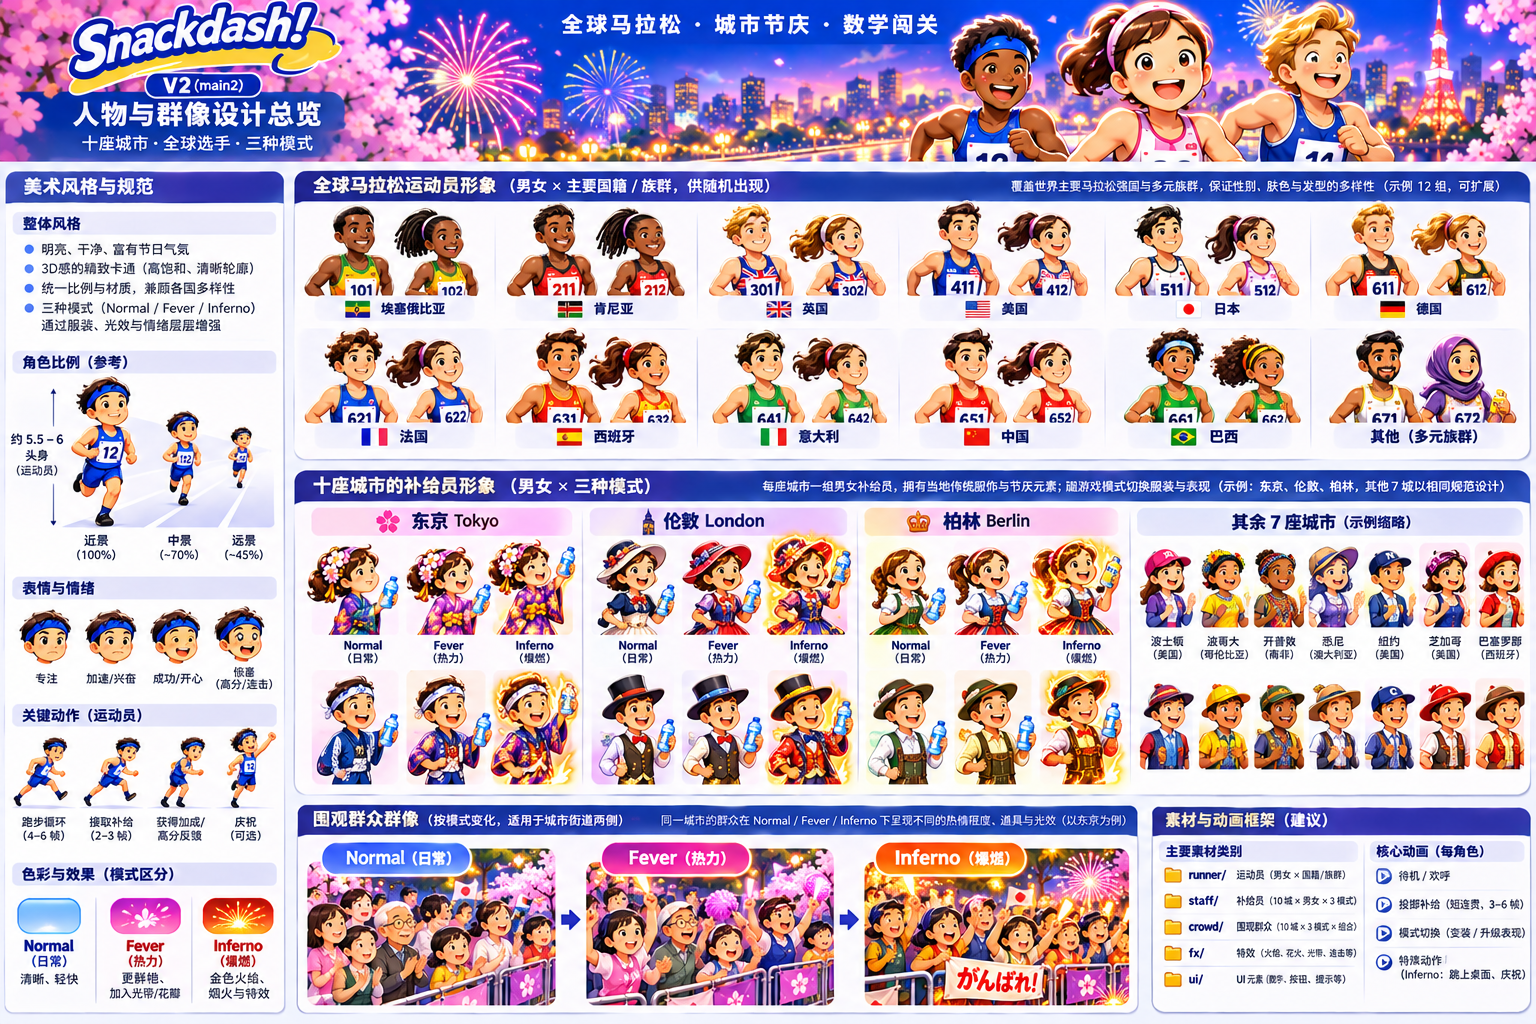 Snackdash!
V2 (main2)
人物与群像设计总览
十座城市 · 全球选手 · 三种模式
全球马拉松 · 城市节庆 · 数学闯关
12
11
美术风格与规范
整体风格
明亮、干净、富有节日气氛
3D感的精致卡通（高饱和、清晰轮廓）
统一比例与材质，兼顾各国多样性
三种模式（Normal / Fever / Inferno）
通过服装、光效与情绪层层增强
角色比例（参考）
约 5.5 – 6
头身
（运动员）
12
12
近景
(100%)
中景
(~70%)
远景
(~45%)
表情与情绪
专注
加速/兴奋
成功/开心
(高分/连击)
关键动作（运动员）
12
跑步循环
(4–6 帧)
接取补给
(2–3 帧)
获得加成/
高分反馈
庆祝
(可选)
色彩与效果（模式区分）
Normal
（日常）
清晰、轻快
Fever
（热力）
更鲜艳、
加入光带/花瓣
Inferno
（爆燃）
金色火焰、
烟火与特效
全球马拉松运动员形象 （男女 × 主要国籍 / 族群，供随机出现）
覆盖世界主要马拉松强国与多元族群，保证性别、肤色与发型的多样性 （示例 12 组，可扩展）
101
102
211
212
301
302
411
412
511
512
611
612
埃塞俄比亚
肯尼亚
英国
美国
日本
德国
621
622
631
632
641
642
651
652
661
662
671
672
法国
西班牙
意大利
中国
巴西
其他（多元族群）
十座城市的补给员形象 （男女 × 三种模式）
每座城市一组男女补给员，拥有当地传统服饰与节庆元素；随游戏模式切换服装与表现（示例：东京、伦敦、柏林，其他 7 城以相同规范设计）
东京 Tokyo
Normal
（日常）
Fever
（热力）
Inferno
（爆燃）
伦敦 London
Normal
（日常）
Fever
（热力）
Inferno
（爆燃）
柏林 Berlin
Normal
（日常）
Fever
（热力）
Inferno
（爆燃）
其余 7 座城市（示例缩略）
N
波士顿
（美国）
波哥大
（哥伦比亚）
开普敦
（南非）
悉尼
（澳大利亚）
纽约
（美国）
芝加哥
（美国）
巴塞罗那
（西班牙）
C
围观群众群像 （按模式变化，适用于城市街道两侧）
同一城市的群众在 Normal / Fever / Inferno 下呈现不同的热情程度、道具与光效（以东京为例）
Normal（日常）
Fever（热力）
Inferno（爆燃）
がんばれ!
素材与动画框架（建议）
主要素材类别
runner/ 运动员（男女 × 国籍/族群）
staff/ 补给员（10 城 × 男女 × 3 模式）
crowd/ 围观群众（10 城 × 3 模式 × 组合）
fx/ 特效（火焰、花火、光带、连击等）
ui/ UI 元素（数字、按钮、提示等）
核心动画（每角色）
待机 / 欢呼
投掷补给（短连贯、3–6 帧）
模式切换（变装 / 升级表现）
特殊动作
（Inferno：跳上桌面、庆祝）